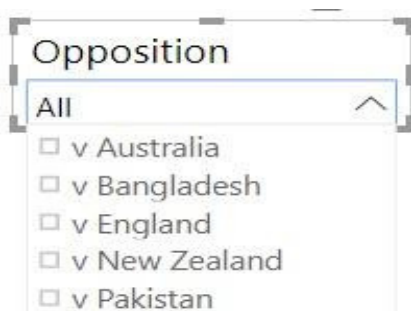 Opposition
All
v Australia
v Bangladesh
v England
v New Zealand
v Pakistan